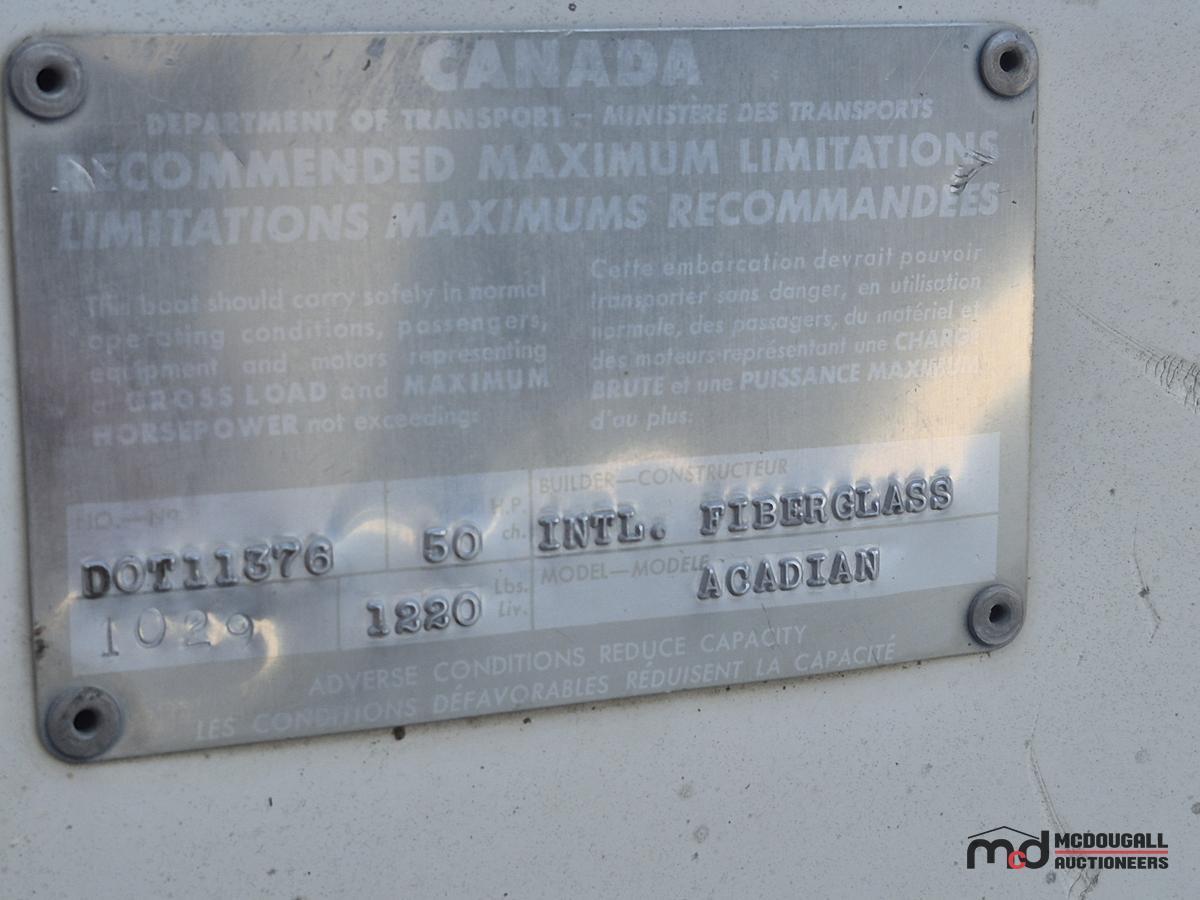 CANADA
DEPARTMENT OF TRANSPORT - MINISTÈRE DES TRANSPORTS
RECOMMENDED MAXIMUM LIMITATIONS
LIMITATIONS MAXIMUMS RECOMMANDÉES
This boat should carry safely in normal
operating conditions, passengers,
equipment and motors representing
a GROSS LOAD and MAXIMUM
HORSEPOWER not exceeding:
Cette embarcation devrait pouvoir
transporter sans danger, en utilisation
normale, des passagers, du matériel et
des moteurs représentant une CHARGE
BRUTE et une PUISSANCE MAXIMUM
d'au plus:
NO.—No
DOT11376
50 H.P. ch.
BUILDER—CONSTRUCTEUR
INTL. FIBERGLASS
1029
1220 Lbs. Liv.
MODEL—MODÈLE
ACADIAN
ADVERSE CONDITIONS REDUCE CAPACITY
LES CONDITIONS DÉFAVORABLES RÉDUISENT LA CAPACITÉ
mcd MCDOUGALL
AUCTIONEERS